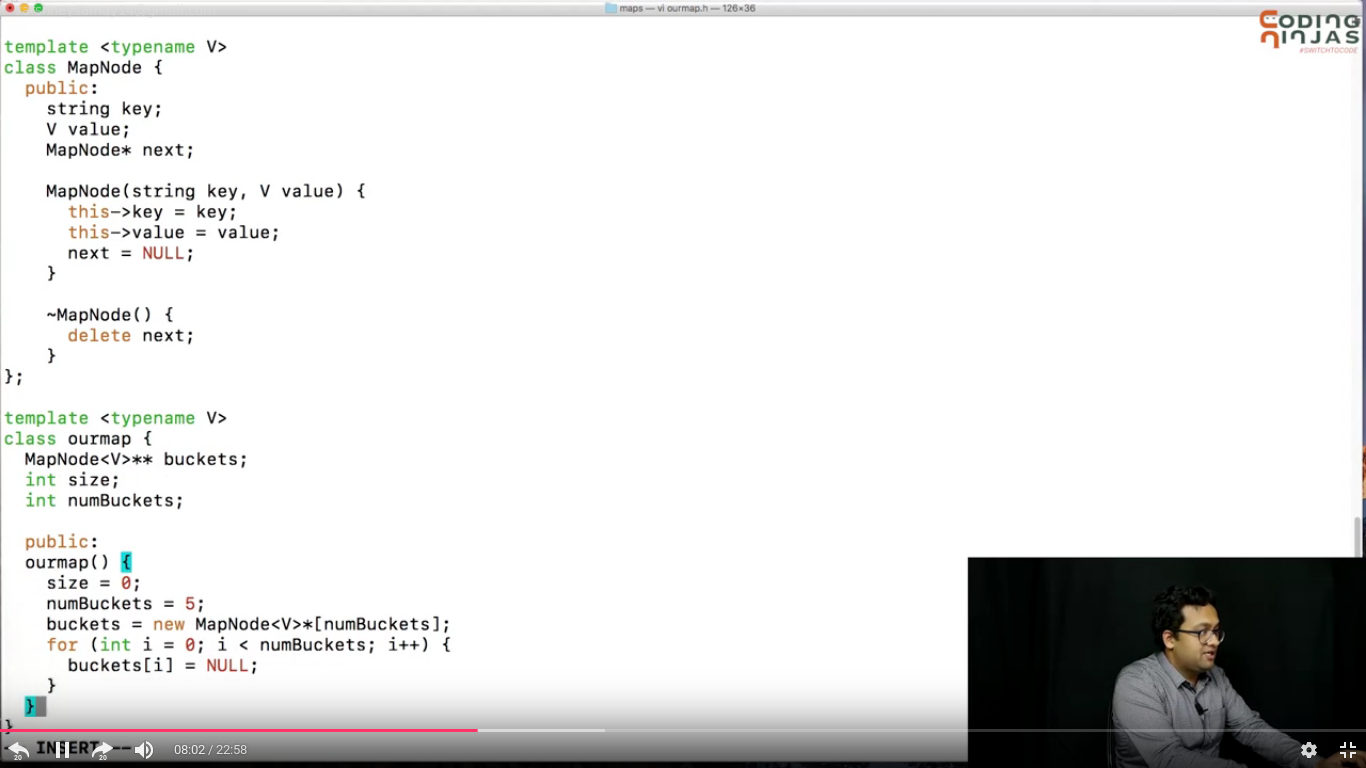 maps — vi ourmap.h — 126×36
CODING
NINJAS
#SWITCHTOCODE
template <typename V>
class MapNode {
public:
string key;
V value;
MapNode* next;
MapNode(string key, V value) {
this->key = key;
this->value = value;
next = NULL;
}
~MapNode() {
delete next;
}
};
template <typename V>
class ourmap {
MapNode<V>** buckets;
int size;
int numBuckets;
public:
ourmap() {
size = 0;
numBuckets = 5;
buckets = new MapNode<V>*[numBuckets];
for (int i = 0; i < numBuckets; i++) {
buckets[i] = NULL;
}
}
}
-- INSERT --
20 20 08:02 / 22:58